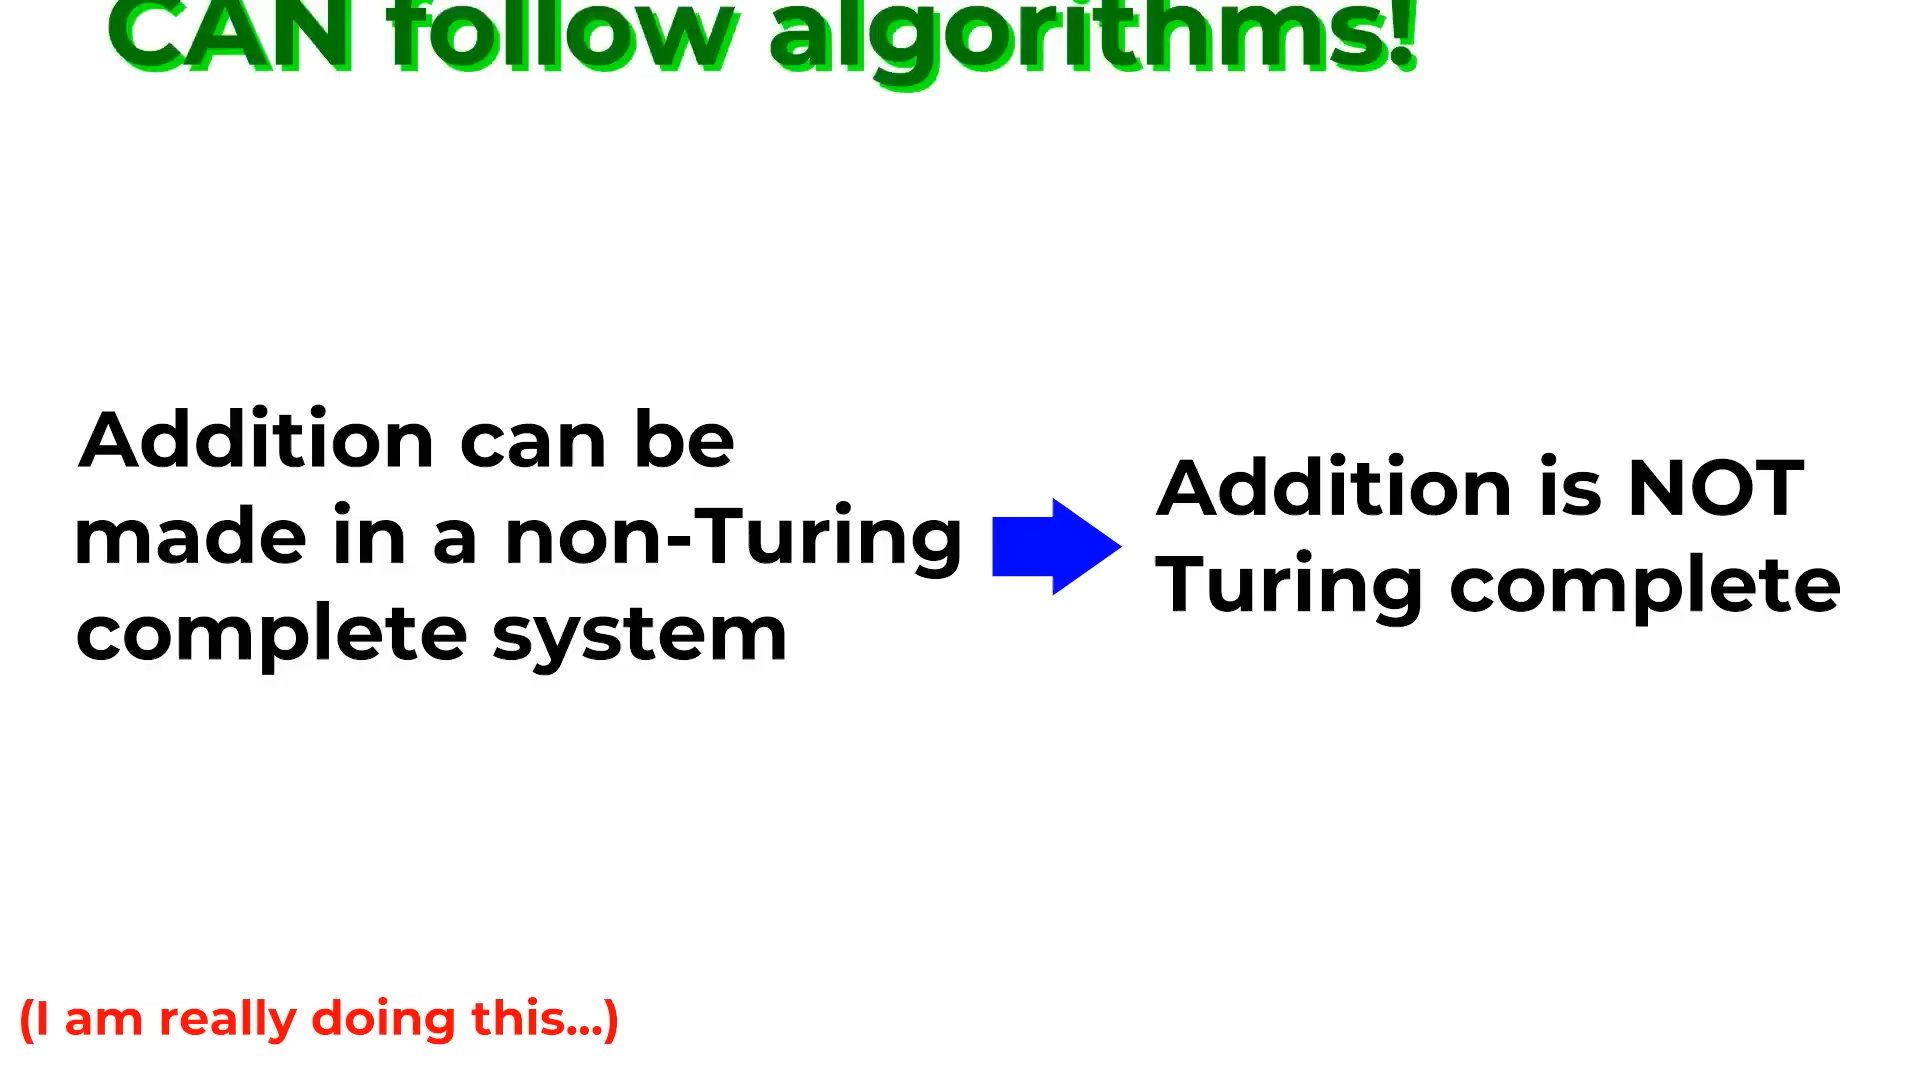 CAN follow algorithms!
Addition can be
made in a non-Turing
complete system
Addition is NOT
Turing complete
(I am really doing this...)